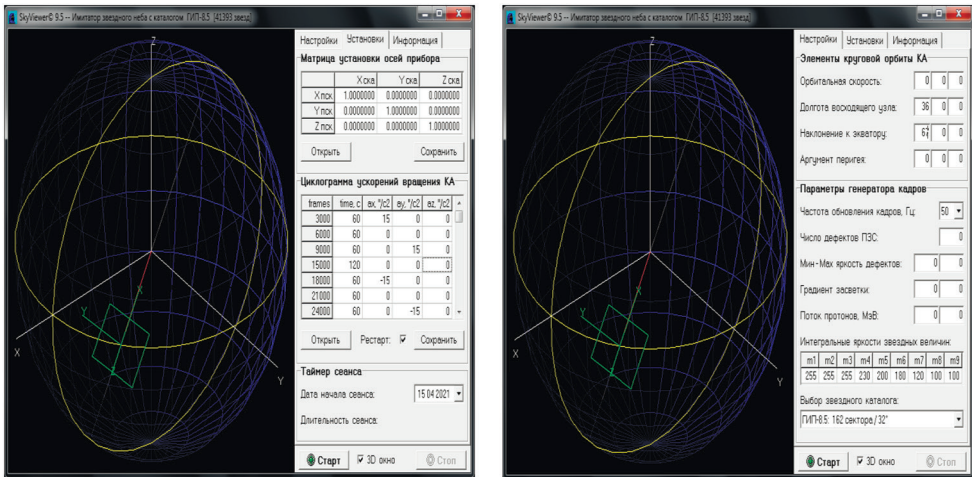 SkyViewer© 9.5 -- Имитатор звездного неба с каталогом ГИП-8.5 [41393 звезд
Настройки Установки Информация
Матрица установки осей прибора
X ска Y ска Z ска
X пск 1.0000000 0.0000000 0.0000000
Y пск 0.0000000 1.0000000 0.0000000
Z пск 0.0000000 0.0000000 1.0000000
Открыть Сохранить
Циклограмма ускорений вращения КА
frames time, c ax, "/c2 ay, "/c2 az, "/c2
3000 60 15 0 0
6000 60 0 0 0
9000 60 0 15 0
15000 120 0 0 0
18000 60 -15 0 0
21000 60 0 0 0
24000 60 0 -15 0
Открыть Рестарт: Сохранить
Таймер сеанса
Дата начала сеанса: 15.04.2021
Длительность сеанса:
Старт 3D окно Стоп
Z
X
Y
X
Y
Z
SkyViewer© 9.5 -- Имитатор звездного неба с каталогом ГИП-8.5 [41393 звезд
Настройки Установки Информация
Элементы круговой орбиты КА
Орбитальная скорость: 0 0 0
Долгота восходящего узла: 36 0 0
Наклонение к экватору: 0 0
Аргумент перигея: 0 0 0
Параметры генератора кадров
Частота обновления кадров, Гц: 50
Число дефектов ПЗС: 0
Мин-Мах яркость дефектов: 0 0
Градиент засветки: 0 0
Поток протонов, МэВ: 0 0
Интегральные яркости звездных величин:
m1 m2 m3 m4 m5 m6 m7 m8 m9
255 255 255 230 200 180 120 100 100
Выбор звездного каталога:
ГИП-8.5: 162 сектора / 32°
Старт 3D окно Стоп
Z
X
Y
X
Y
Z